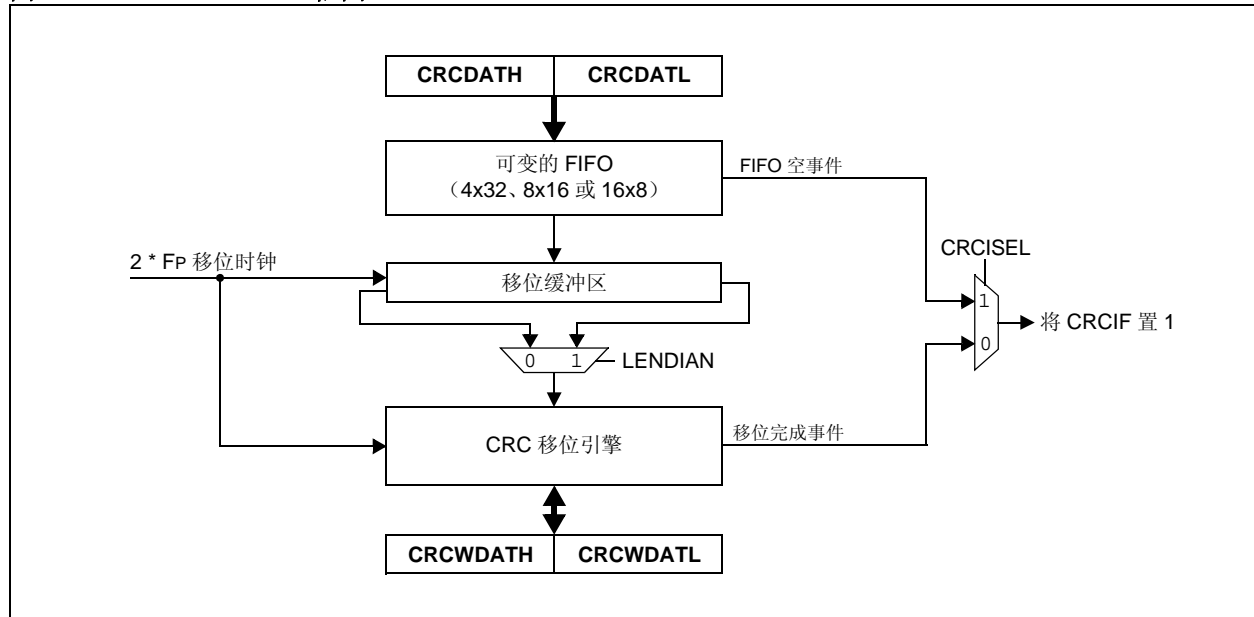 CRCDATH CRCDATL
可变的 FIFO
（4x32、8x16 或 16x8）
FIFO 空事件
CRCISEL
2 * FP 移位时钟
移位缓冲区
1
将 CRCIF 置 1
0
0 1
LENDIAN
CRC 移位引擎
移位完成事件
CRCWDATH CRCWDATL